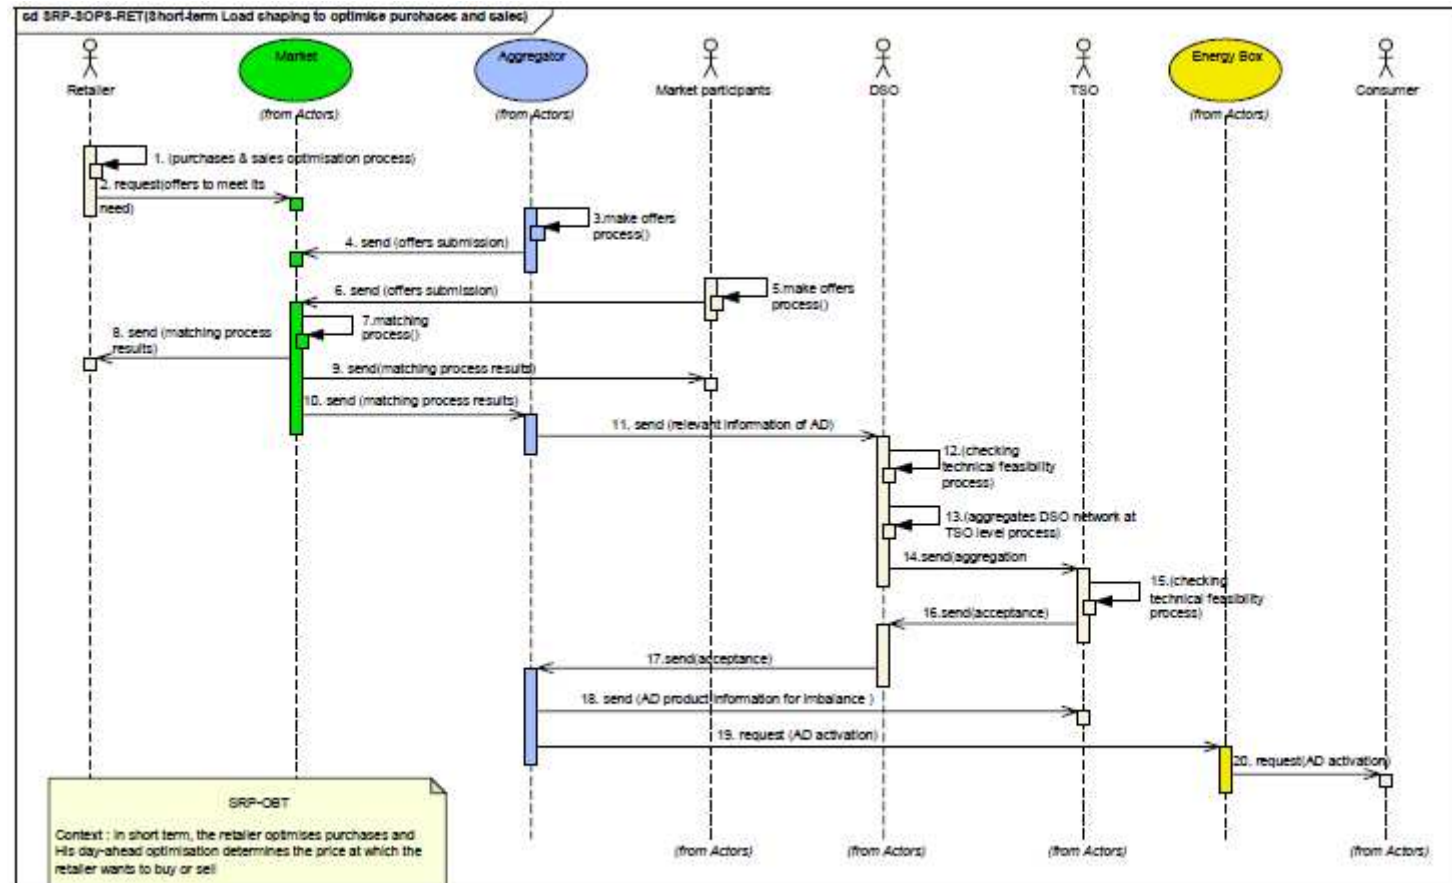 sd SRP-SOPS-RET(Short-term Load shaping to optimise purchases and sales)
Retailer
Market
(from Actors)
Aggregator
(from Actors)
Market participants
DSO
TSO
Energy Box
(from Actors)
Consumer
1. (purchases & sales optimisation process)
2. request(offers to meet its
need)
3.make offers
process()
4. send (offers submission)
5.make offers
process()
6. send (offers submission)
7.matching
process()
8. send (matching process
results)
9. send(matching process results)
10. send (matching process results)
11. send (relevant information of AD)
12.(checking
technical feasibility
process)
13.(aggregates DSO network at
TSO level process)
14.send(aggregation
15.(checking
technical feasibility
process)
16.send(acceptance)
17.send(acceptance)
18. send (AD product information for imbalance )
19. request (AD activation)
20. request(AD activation)
SRP-OBT
Context : In short term, the retailer optimises purchases and
His day-ahead optimisation determines the price at which the
retailer wants to buy or sell
(from Actors)
(from Actors)
(from Actors)
(from Actors)